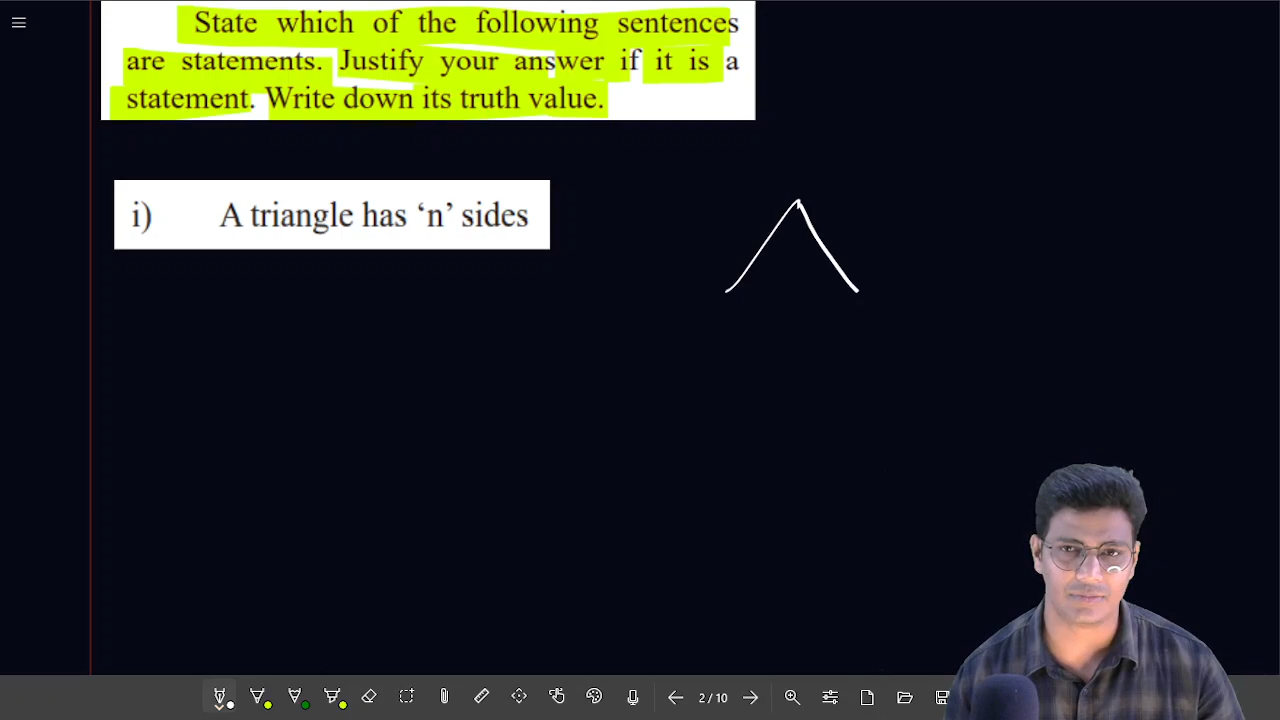 State which of the following sentences
are statements. Justify your answer if it is a
statement. Write down its truth value.
i) A triangle has ‘n’ sides
2 / 10